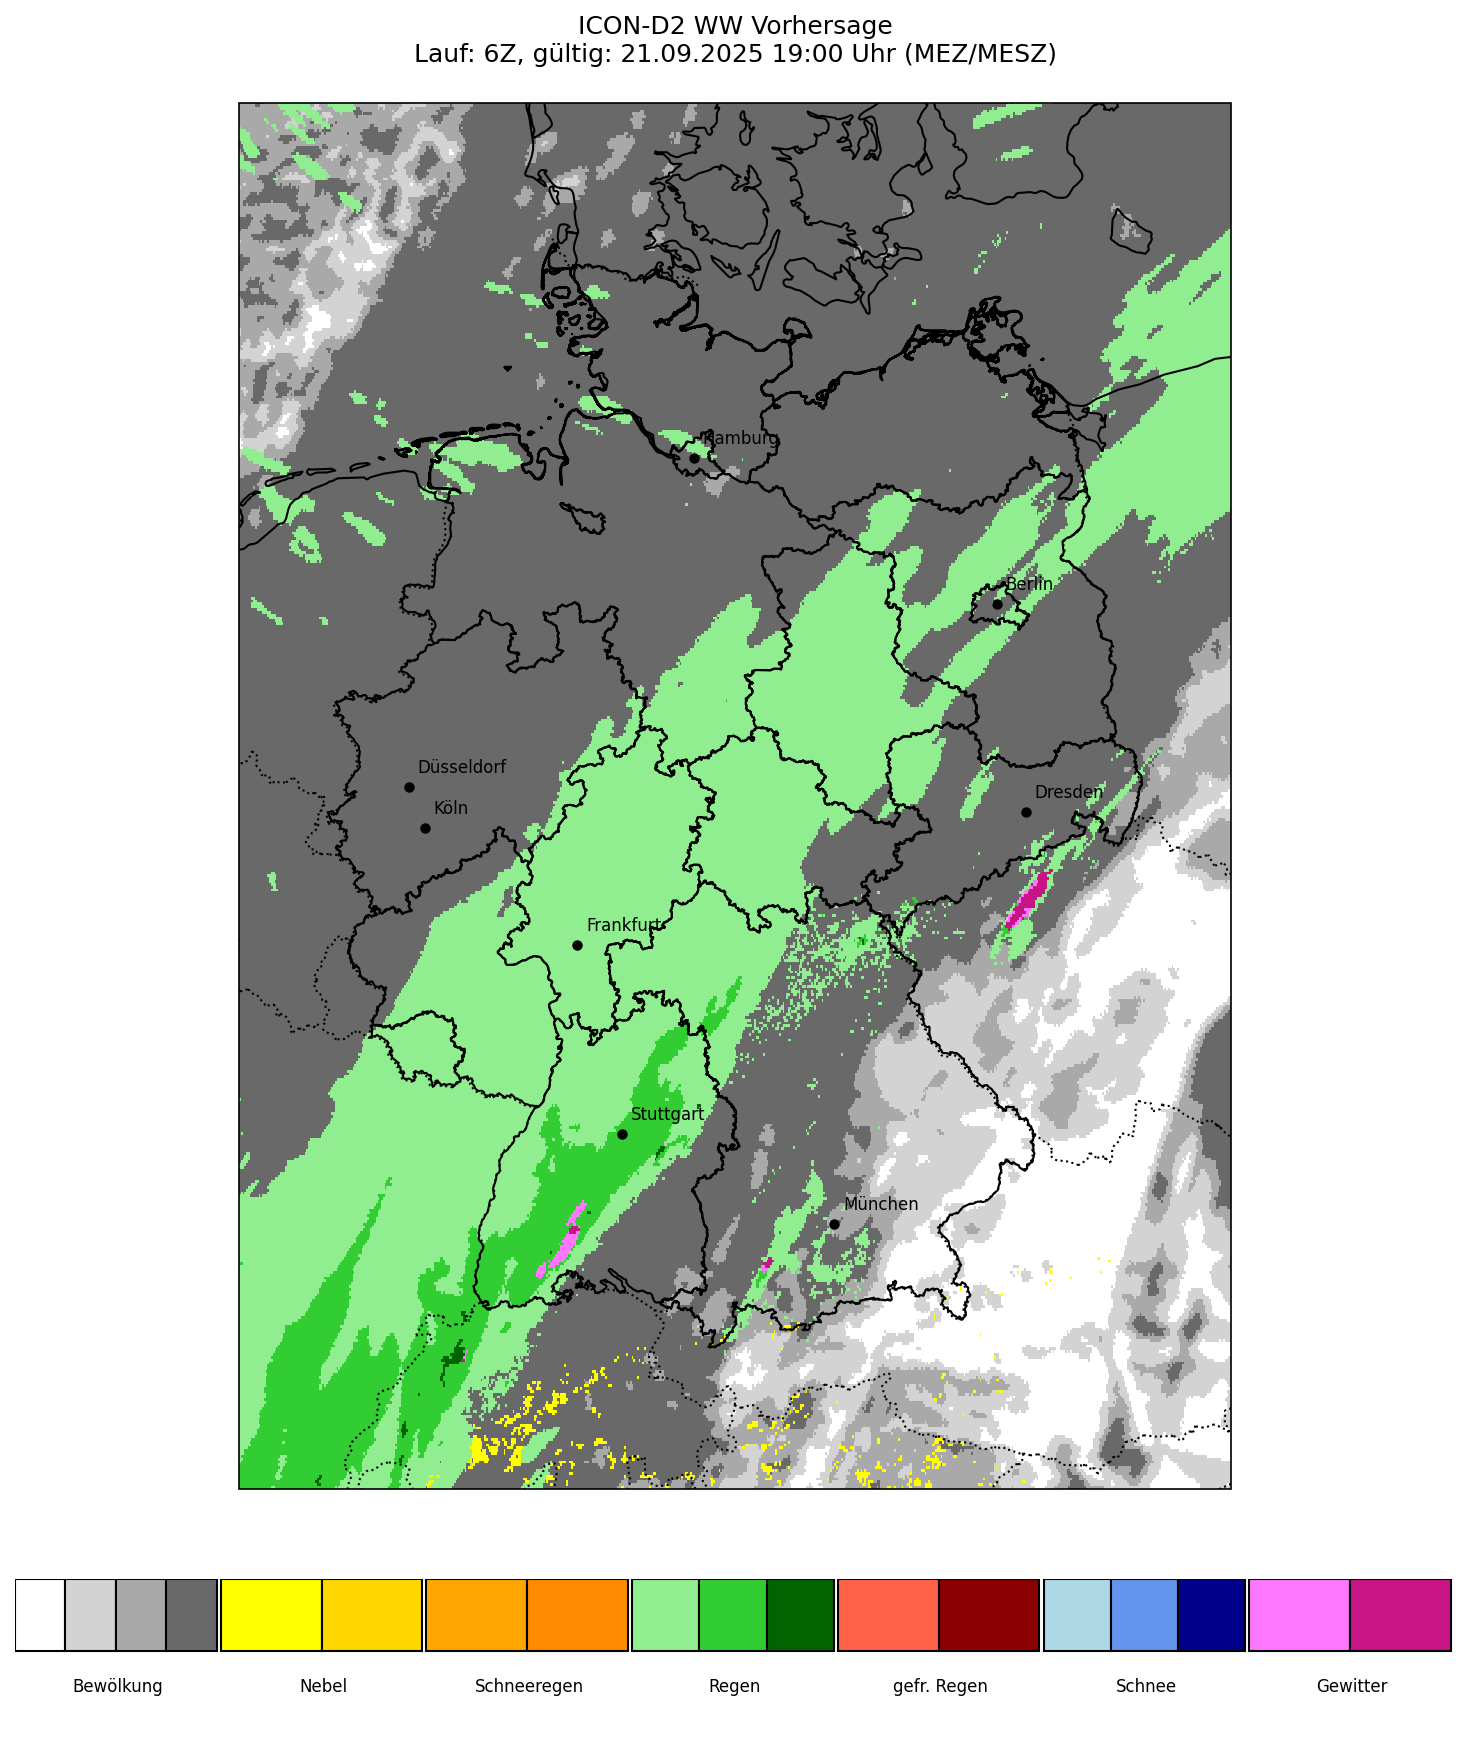 ICON-D2 WW Vorhersage
Lauf: 6Z, gültig: 21.09.2025 19:00 Uhr (MEZ/MESZ)
Hamburg
Berlin
Düsseldorf
Dresden
Köln
Frankfurt
Stuttgart
München
Bewölkung
Nebel
Schneeregen
Regen
gefr. Regen
Schnee
Gewitter